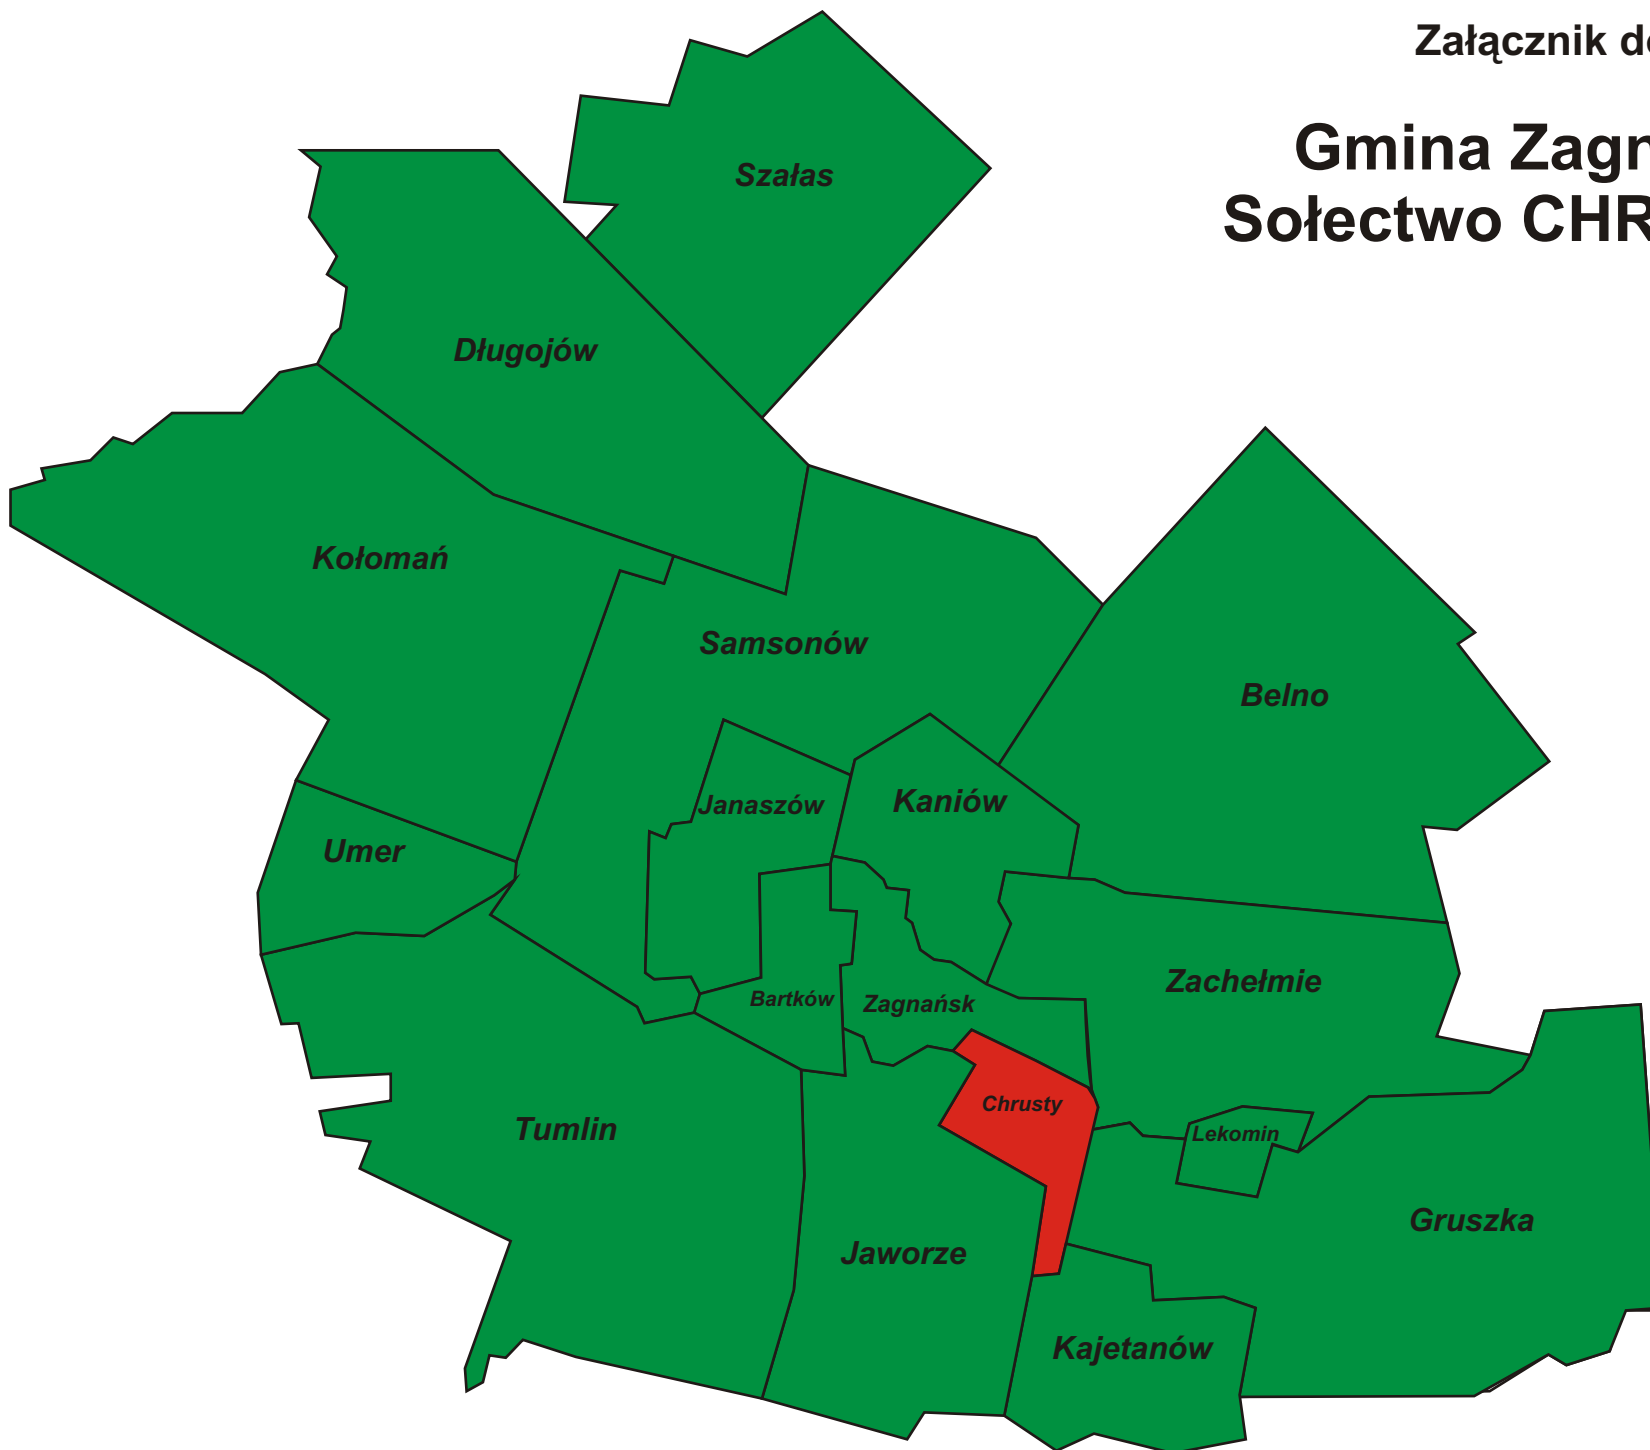 Załącznik do
Gmina Zagn
Sołectwo CHR
Szałas
Długojów
Kołomań
Samsonów
Belno
Janaszów
Kaniów
Umer
Zachełmie
Bartków
Zagnańsk
Chrusty
Tumlin
Lekomin
Gruszka
Jaworze
Kajetanów